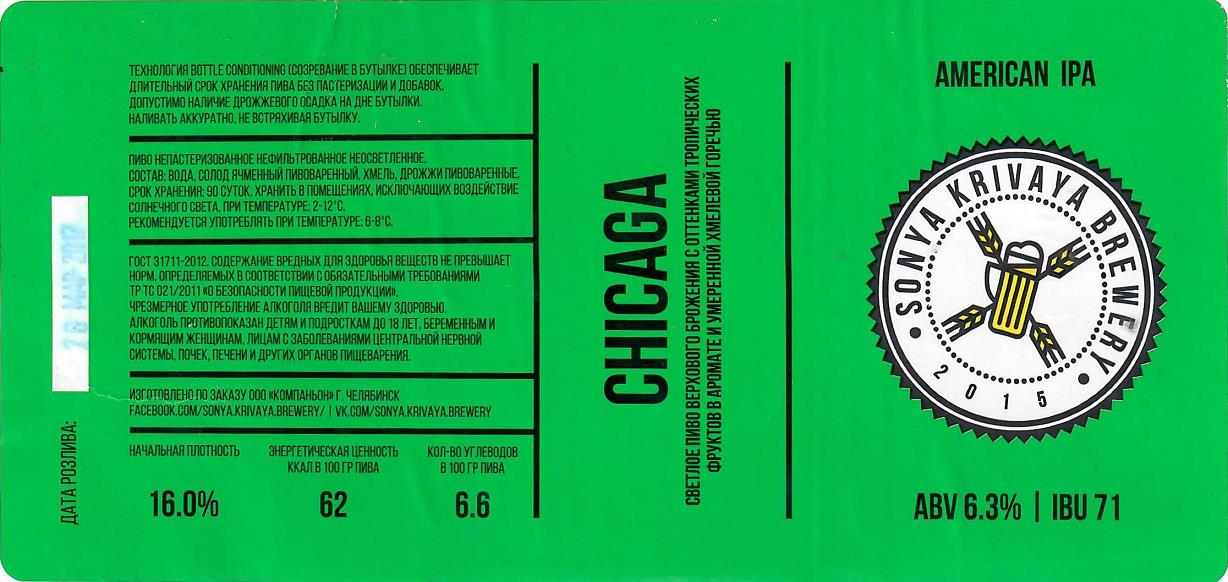 ТЕХНОЛОГИЯ BOTTLE CONDITIONING (СОЗРЕВАНИЕ В БУТЫЛКЕ) ОБЕСПЕЧИВАЕТ
ДЛИТЕЛЬНЫЙ СРОК ХРАНЕНИЯ ПИВА БЕЗ ПАСТЕРИЗАЦИИ И ДОБАВОК.
ДОПУСТИМО НАЛИЧИЕ ДРОЖЖЕВОГО ОСАДКА НА ДНЕ БУТЫЛКИ.
НАЛИВАТЬ АККУРАТНО, НЕ ВСТРЯХИВАЯ БУТЫЛКУ.
ПИВО НЕПАСТЕРИЗОВАННОЕ НЕФИЛЬТРОВАННОЕ НЕОСВЕТЛЕННОЕ.
СОСТАВ: ВОДА, СОЛОД ЯЧМЕННЫЙ ПИВОВАРЕННЫЙ, ХМЕЛЬ, ДРОЖЖИ ПИВОВАРЕННЫЕ.
СРОК ХРАНЕНИЯ: 90 СУТОК. ХРАНИТЬ В ПОМЕЩЕНИЯХ, ИСКЛЮЧАЮЩИХ ВОЗДЕЙСТВИЕ
СОЛНЕЧНОГО СВЕТА, ПРИ ТЕМПЕРАТУРЕ: 2-12°С.
РЕКОМЕНДУЕТСЯ УПОТРЕБЛЯТЬ ПРИ ТЕМПЕРАТУРЕ: 6-8°С.
ГОСТ 31711-2012. СОДЕРЖАНИЕ ВРЕДНЫХ ДЛЯ ЗДОРОВЬЯ ВЕЩЕСТВ НЕ ПРЕВЫШАЕТ
НОРМ, ОПРЕДЕЛЯЕМЫХ В СООТВЕТСТВИИ С ОБЯЗАТЕЛЬНЫМИ ТРЕБОВАНИЯМИ
ТР ТС 021/2011 «О БЕЗОПАСНОСТИ ПИЩЕВОЙ ПРОДУКЦИИ».
ЧРЕЗМЕРНОЕ УПОТРЕБЛЕНИЕ АЛКОГОЛЯ ВРЕДИТ ВАШЕМУ ЗДОРОВЬЮ.
АЛКОГОЛЬ ПРОТИВОПОКАЗАН ДЕТЯМ И ПОДРОСТКАМ ДО 18 ЛЕТ, БЕРЕМЕННЫМ И
КОРМЯЩИМ ЖЕНЩИНАМ, ЛИЦАМ С ЗАБОЛЕВАНИЯМИ ЦЕНТРАЛЬНОЙ НЕРВНОЙ
СИСТЕМЫ, ПОЧЕК, ПЕЧЕНИ И ДРУГИХ ОРГАНОВ ПИЩЕВАРЕНИЯ.
ИЗГОТОВЛЕНО ПО ЗАКАЗУ ООО «КОМПАНЬОН» Г. ЧЕЛЯБИНСК
FACEBOOK.COM/SONYA.KRIVAYA.BREWERY/ | VK.COM/SONYA.KRIVAYA.BREWERY
НАЧАЛЬНАЯ ПЛОТНОСТЬ
16.0%
ЭНЕРГЕТИЧЕСКАЯ ЦЕННОСТЬ
ККАЛ В 100 ГР ПИВА
62
КОЛ-ВО УГЛЕВОДОВ
В 100 ГР ПИВА
6.6
ДАТА РОЗЛИВА:
МАР 2017
CHICAGA
СВЕТЛОЕ ПИВО ВЕРХОВОГО БРОЖЕНИЯ С ОТТЕНКАМИ ТРОПИЧЕСКИХ
ФРУКТОВ В АРОМАТЕ И УМЕРЕННОЙ ХМЕЛЕВОЙ ГОРЕЧЬЮ
AMERICAN IPA
• SONYA KRIVAYA BREWERY •
2015
ABV 6.3% | IBU 71